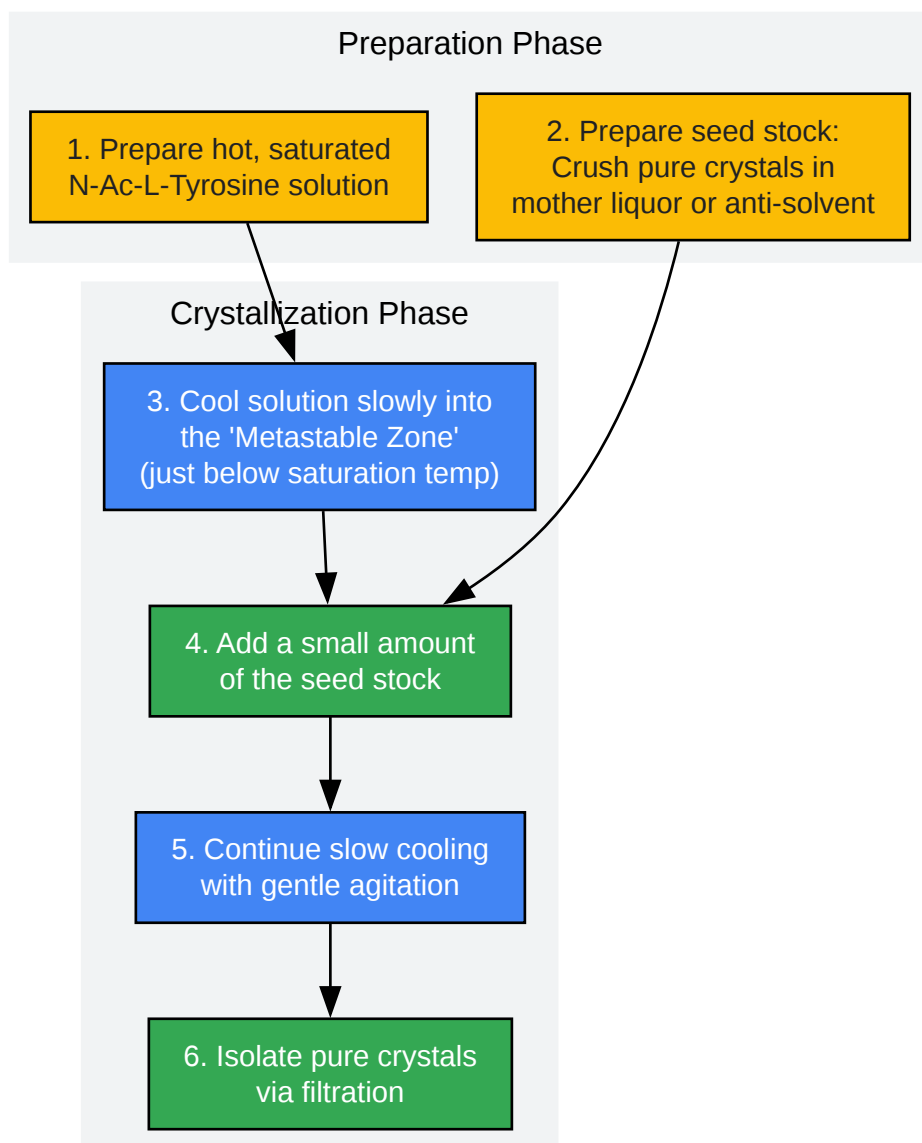 Preparation Phase
1. Prepare hot, saturated
N-Ac-L-Tyrosine solution
2. Prepare seed stock:
Crush pure crystals in
mother liquor or anti-solvent
Crystallization Phase
3. Cool solution slowly into
the 'Metastable Zone'
(just below saturation temp)
4. Add a small amount
of the seed stock
5. Continue slow cooling
with gentle agitation
6. Isolate pure crystals
via filtration